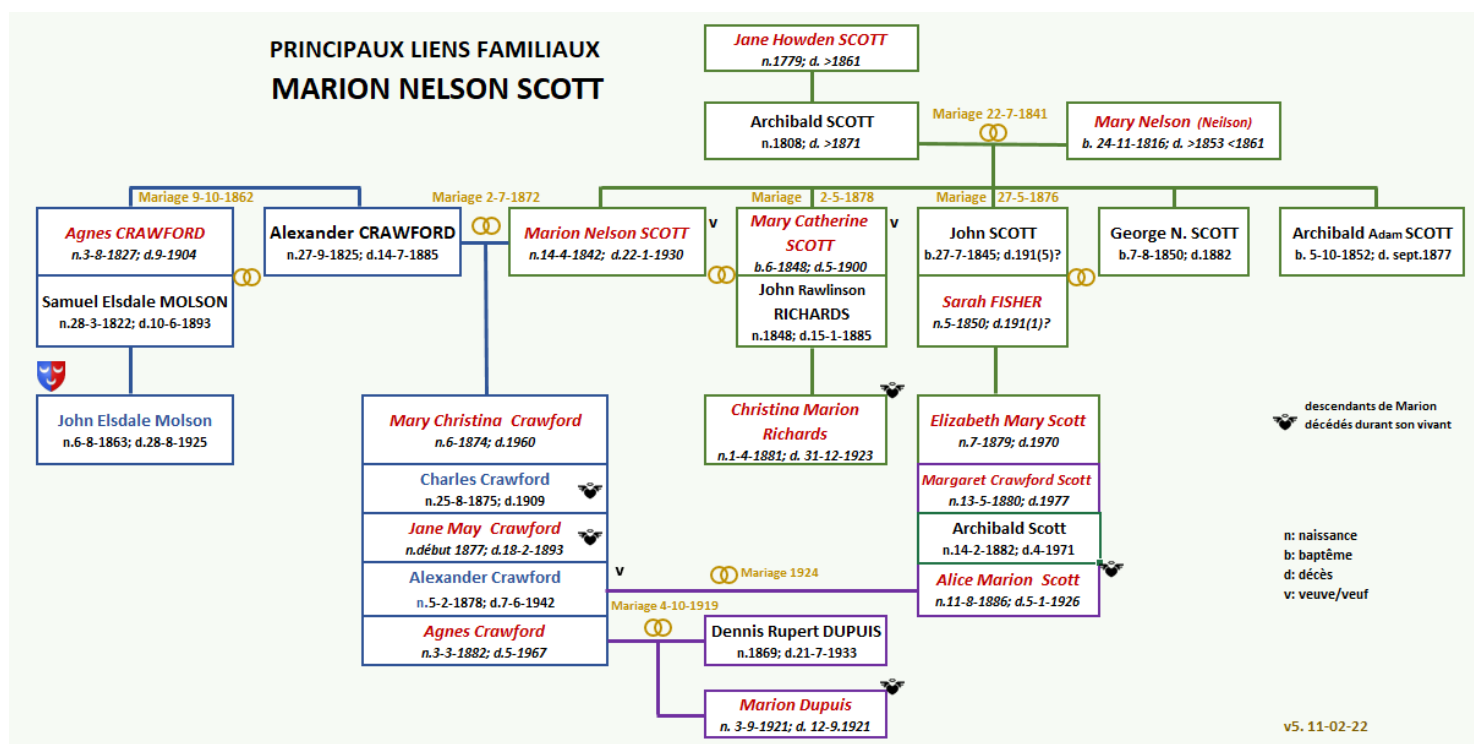 PRINCIPAUX LIENS FAMILIAUX
MARION NELSON SCOTT
Jane Howden SCOTT
n.1779; d. >1861
Archibald SCOTT
n.1808; d. >1871
Mariage 22-7-1841
Mary Nelson (Neilson)
b. 24-11-1816; d. >1853 <1861
Mariage 9-10-1862
Mariage 2-7-1872
Mariage 2-5-1878
Mariage 27-5-1876
Agnes CRAWFORD
n.3-8-1827; d.9-1904
Samuel Elsdale MOLSON
n.28-3-1822; d.10-6-1893
Alexander CRAWFORD
n.27-9-1825; d.14-7-1885
Marion Nelson SCOTT
n.14-4-1842; d.22-1-1930
v
Mary Catherine
SCOTT
b.6-1848; d.5-1900
v
John Rawlinson
RICHARDS
n.1848; d.15-1-1885
John SCOTT
b.27-7-1845; d.191(5)?
Sarah FISHER
n.5-1850; d.191(1)?
George N. SCOTT
b.7-8-1850; d.1882
Archibald Adam SCOTT
b. 5-10-1852; d. sept.1877
John Elsdale Molson
n.6-8-1863; d.28-8-1925
Mary Christina Crawford
n.6-1874; d.1960
Charles Crawford
n.25-8-1875; d.1909
Jane May Crawford
n.début 1877; d.18-2-1893
Alexander Crawford
n.5-2-1878; d.7-6-1942
v
Agnes Crawford
n.3-3-1882; d.5-1967
Christina Marion
Richards
n.1-4-1881; d. 31-12-1923
Elizabeth Mary Scott
n.7-1879; d.1970
Margaret Crawford Scott
n.13-5-1880; d.1977
Archibald Scott
n.14-2-1882; d.4-1971
Alice Marion Scott
n.11-8-1886; d.5-1-1926
Mariage 1924
Mariage 4-10-1919
Dennis Rupert DUPUIS
n.1869; d.21-7-1933
Marion Dupuis
n. 3-9-1921; d. 12-9.1921
descendants de Marion
décédés durant son vivant
n: naissance
b: baptême
d: décès
v: veuve/veuf
v5. 11-02-22